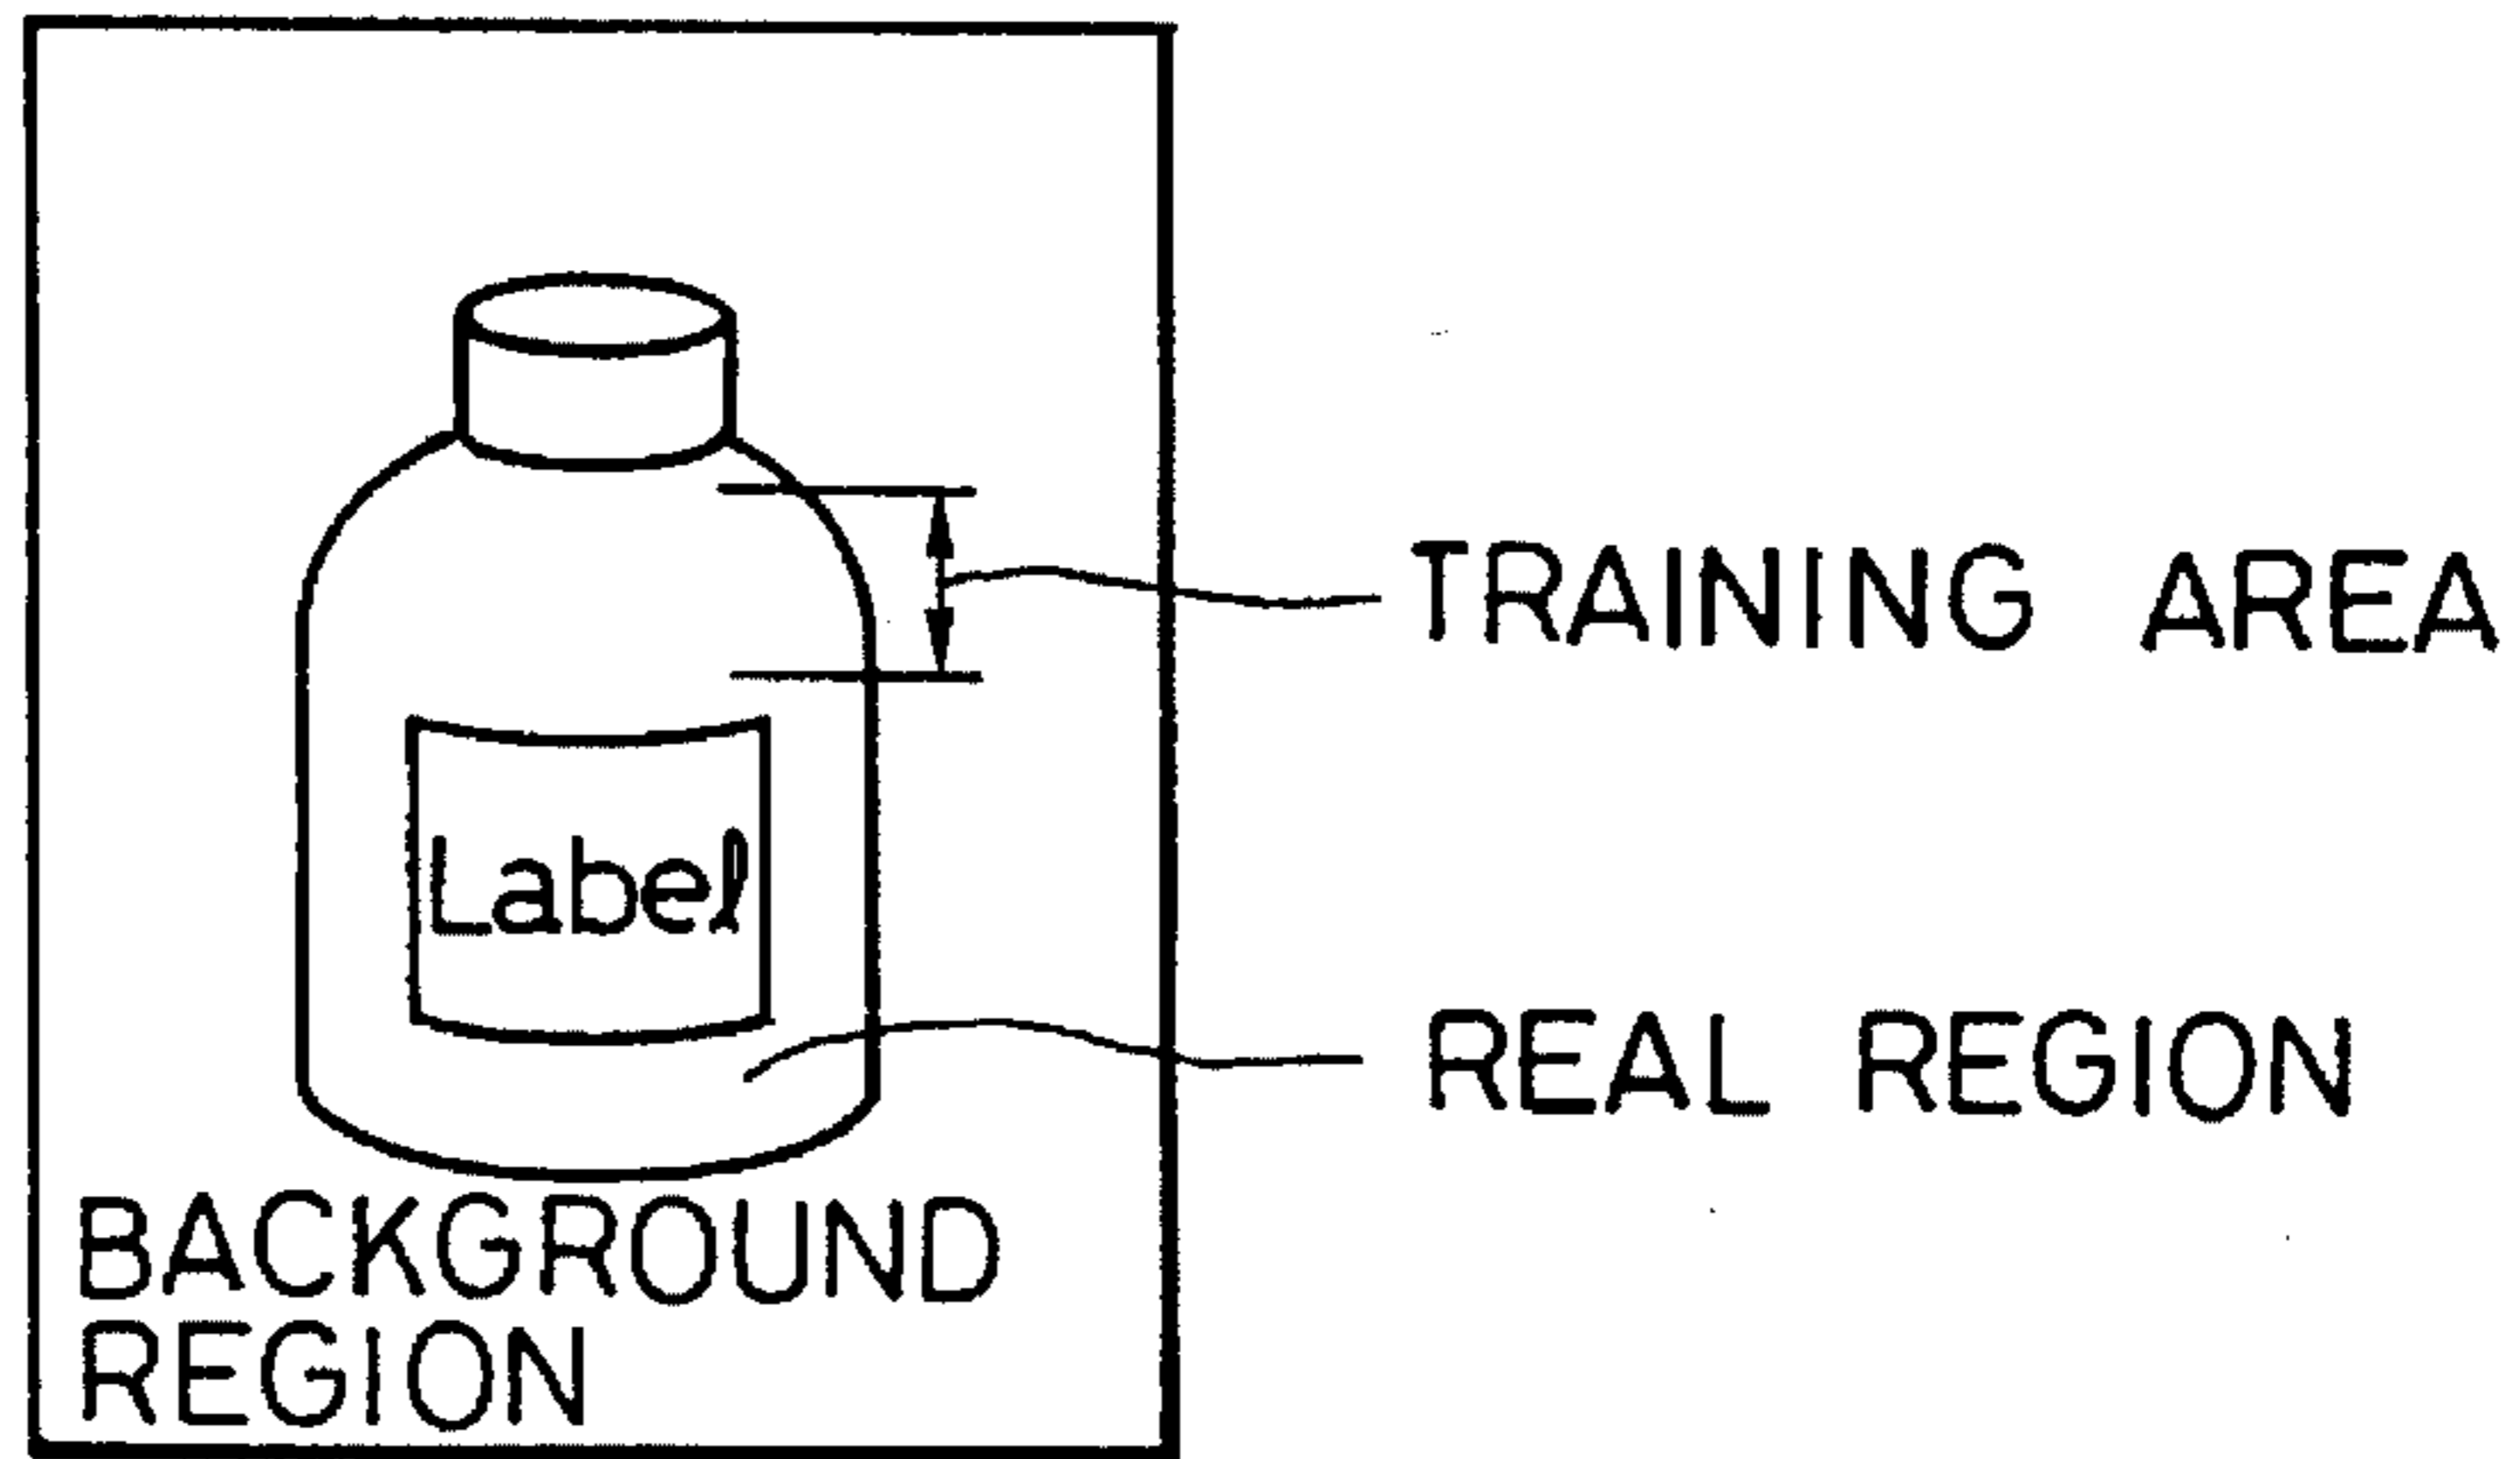 TRAINING AREA
Label
REAL REGION
BACKGROUND
REGION